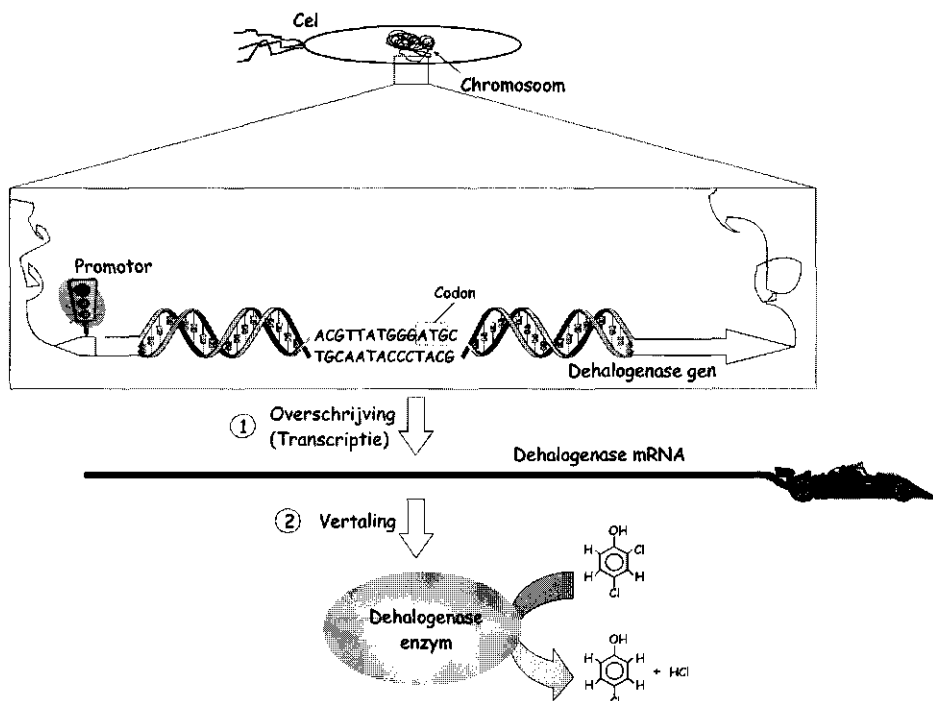 Cel
Chromosoom
Promotor
Codon
ACGTTATGGGATGC
TGCAATACCCTACG
Dehalogenase gen
1 Overschrijving
(Transcriptie)
Dehalogenase mRNA
2 Vertaling
OH
H Cl
H H
Cl
Dehalogenase
enzym
OH
H H
H H
Cl
+ HCl